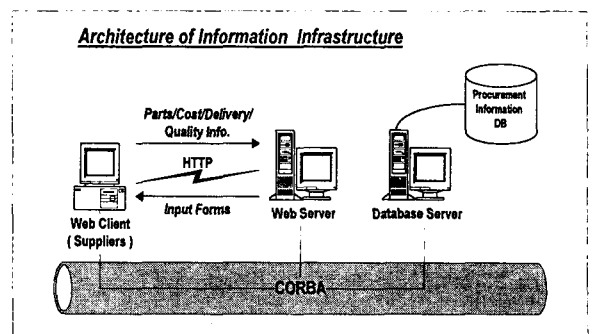 Architecture of Information Infrastructure
Procurement
Information
DB
Parts/Cost/Delivery/
Quality Info.
HTTP
Input Forms
Web Client
( Suppliers )
Web Server
Database Server
CORBA